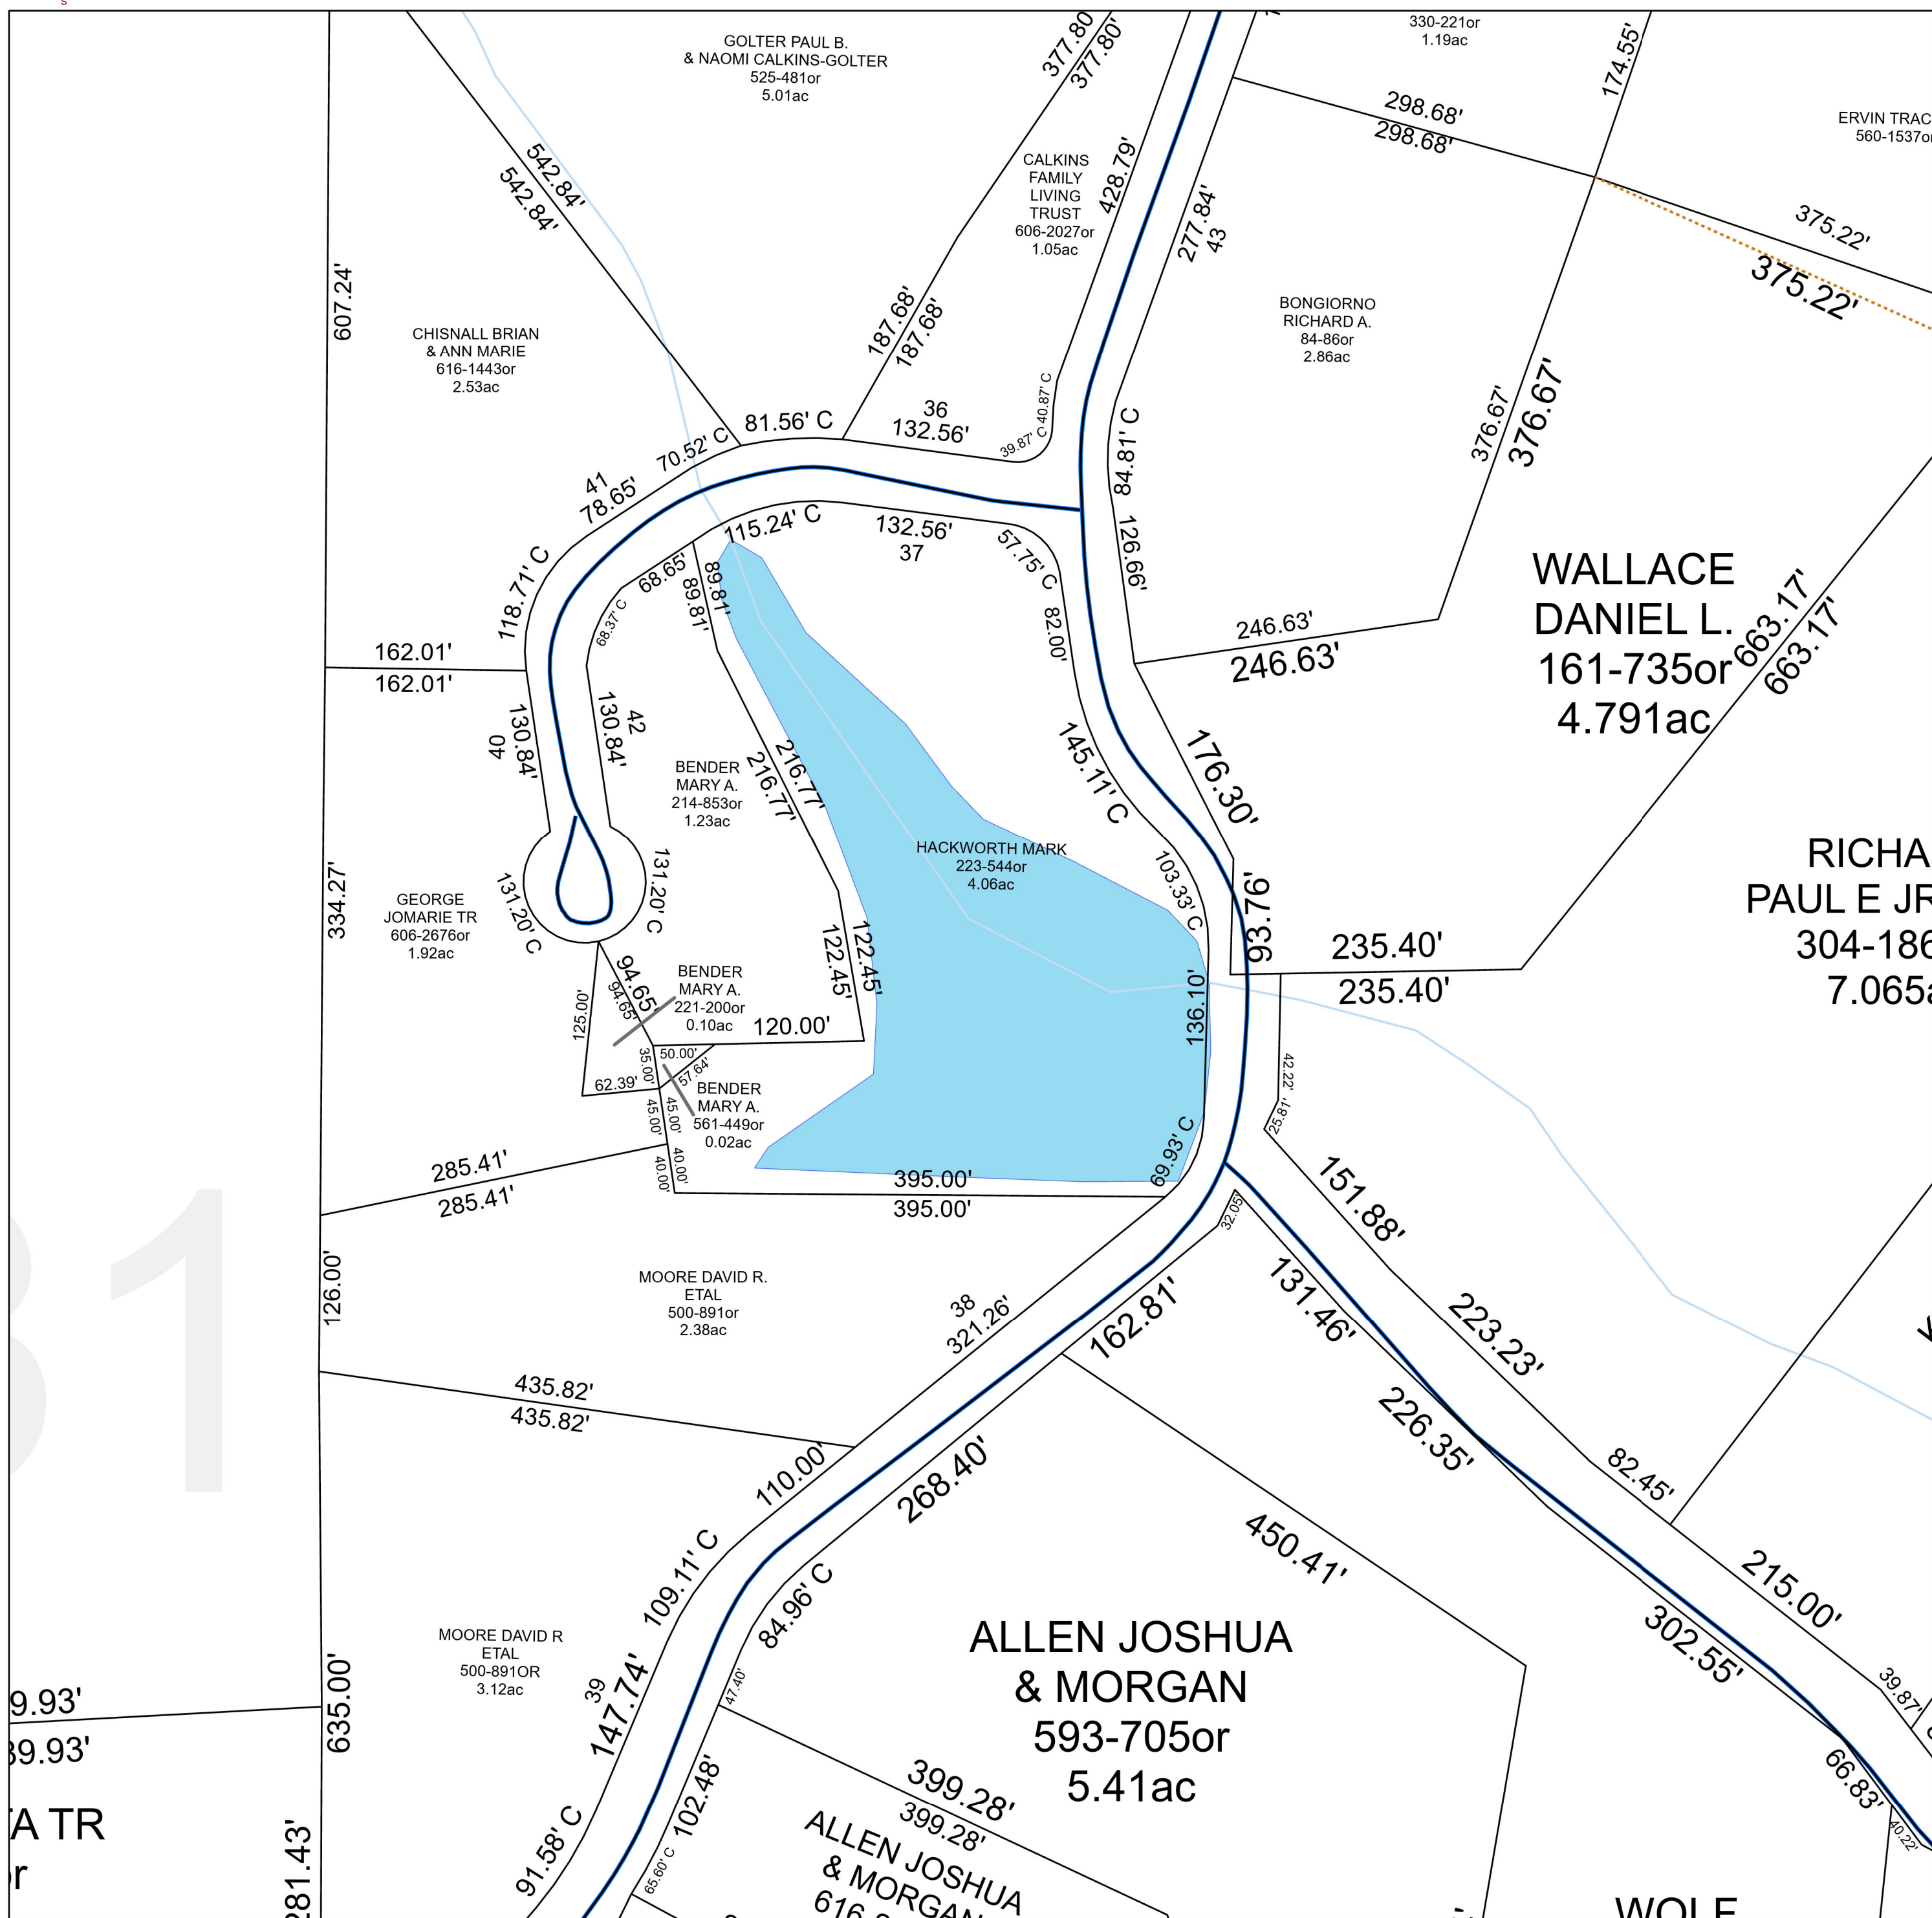 s
GOLTER PAUL B.
& NAOMI CALKINS-GOLTER
525-481or
5.01ac
377.80
377.80'
330-221or
1.19ac
174.55'
298.68'
298.68'
ERVIN TRAC
560-1537or
542.84'
542.84'
CALKINS
FAMILY
LIVING
TRUST
606-2027or
1.05ac
428.79'
277.84'
43
375.22'
375.22'
607.24'
CHISNALL BRIAN
& ANN MARIE
616-1443or
2.53ac
187.68'
187.68'
BONGIORNO
RICHARD A.
84-86or
2.86ac
376.67'
376.67'
40.87' C
39.87' C
36
132.56'
81.56' C
70.52' C
41
78.65'
84.81' C
126.66'
115.24' C
132.56'
37
57.75' C
82.00'
118.71' C
68.65'
68.37' C
89.81'
89.81'
246.63'
246.63'
WALLACE
DANIEL L.
161-735or
4.791ac
663.17'
663.17'
162.01'
162.01'
40
130.84'
42
130.84'
BENDER
MARY A.
214-853or
1.23ac
216.77'
216.77'
145.11' C
176.30'
HACKWORTH MARK
223-544or
4.06ac
103.33' C
93.76'
RICHA
PAUL E JR
304-186
7.065a
334.27'
GEORGE
JOMARIE TR
606-2676or
1.92ac
131.20' C
131.20' C
122.45'
122.45'
235.40'
235.40'
94.65'
94.65'
125.00'
BENDER
MARY A.
221-200or
0.10ac
120.00'
136.10'
50.00'
35.00'
57.64'
62.39'
42.22'
25.81'
BENDER
MARY A.
561-449or
0.02ac
45.00'
45.00'
40.00'
40.00'
69.93' C
285.41'
285.41'
395.00'
395.00'
32.05'
151.88'
31
126.00'
MOORE DAVID R.
ETAL
500-891or
2.38ac
38
321.26'
162.81'
131.46'
223.23'
435.82'
435.82'
226.35'
82.45'
110.00'
268.40'
450.41'
109.11' C
84.96' C
215.00'
302.55'
ALLEN JOSHUA
& MORGAN
593-705or
5.41ac
MOORE DAVID R
ETAL
500-891OR
3.12ac
39
147.74'
47.40'
39.87'
9.93'
39.93'
635.00'
66.83'
40.22'
102.48'
399.28'
399.28'
TA TR
or
281.43'
91.58' C
65.60' C
ALLEN JOSHUA
& MORGAN
WOLF